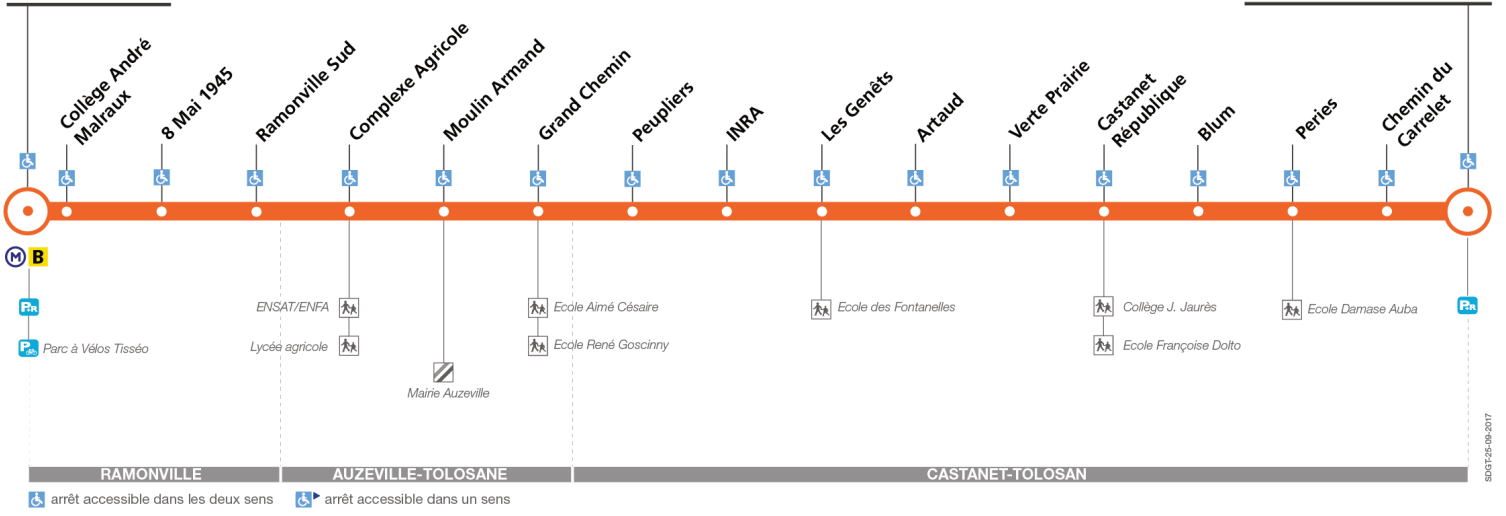 Collège André
Malraux
8 Mai 1945
Ramonville Sud
Complexe Agricole
Moulin Armand
Grand Chemin
Peupliers
INRA
Les Genêts
Artaud
Verte Prairie
Castanet
République
Blum
Peries
Chemin du
Carrelet
M B
P+R
P
Parc à Vélos Tisséo
ENSAT/ENFA
Lycée agricole
Mairie Auzeville
Ecole Aimé Césaire
Ecole René Goscinny
Ecole des Fontanelles
Collège J. Jaurès
Ecole Françoise Dolto
Ecole Damase Auba
P+R
SDGT-25-09-2017
RAMONVILLE
AUZEVILLE-TOLOSANE
CASTANET-TOLOSAN
arrêt accessible dans les deux sens
arrêt accessible dans un sens